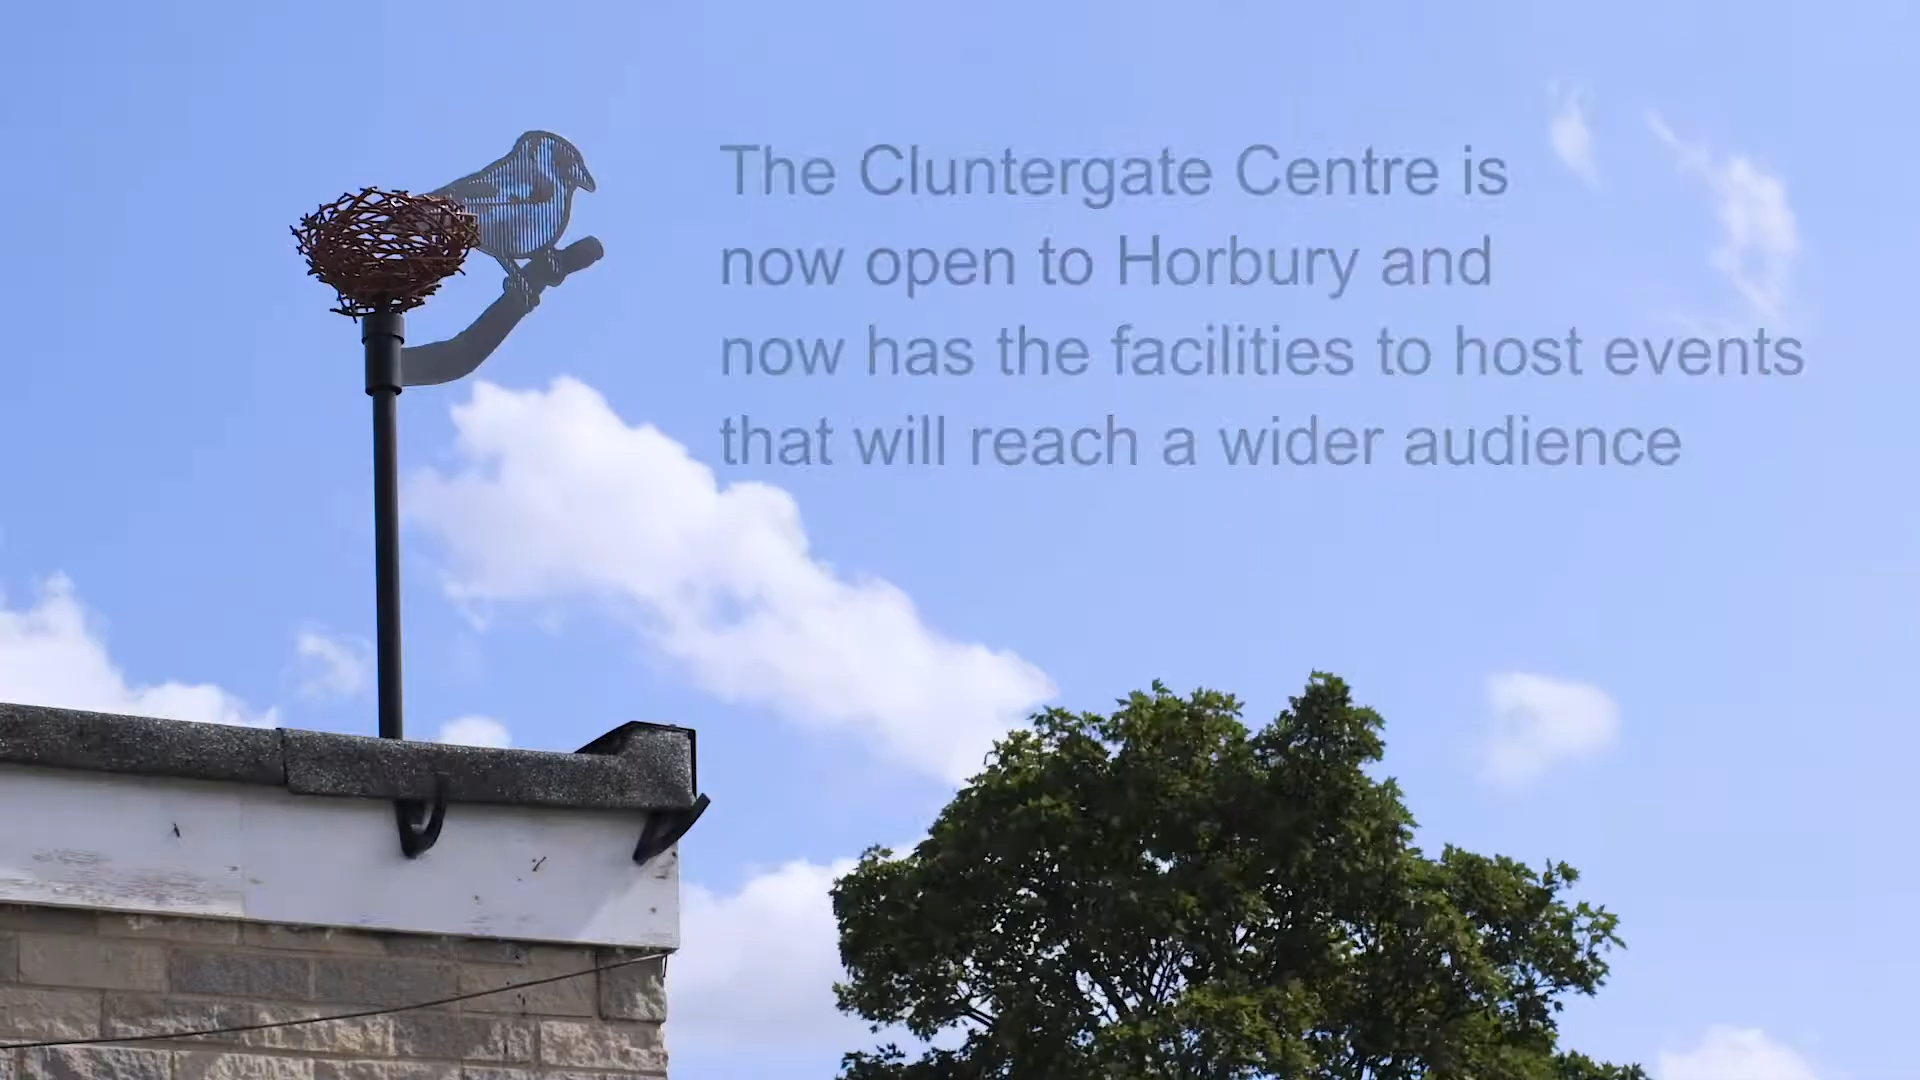 The Cluntergate Centre is
now open to Horbury and
now has the facilities to host events
that will reach a wider audience